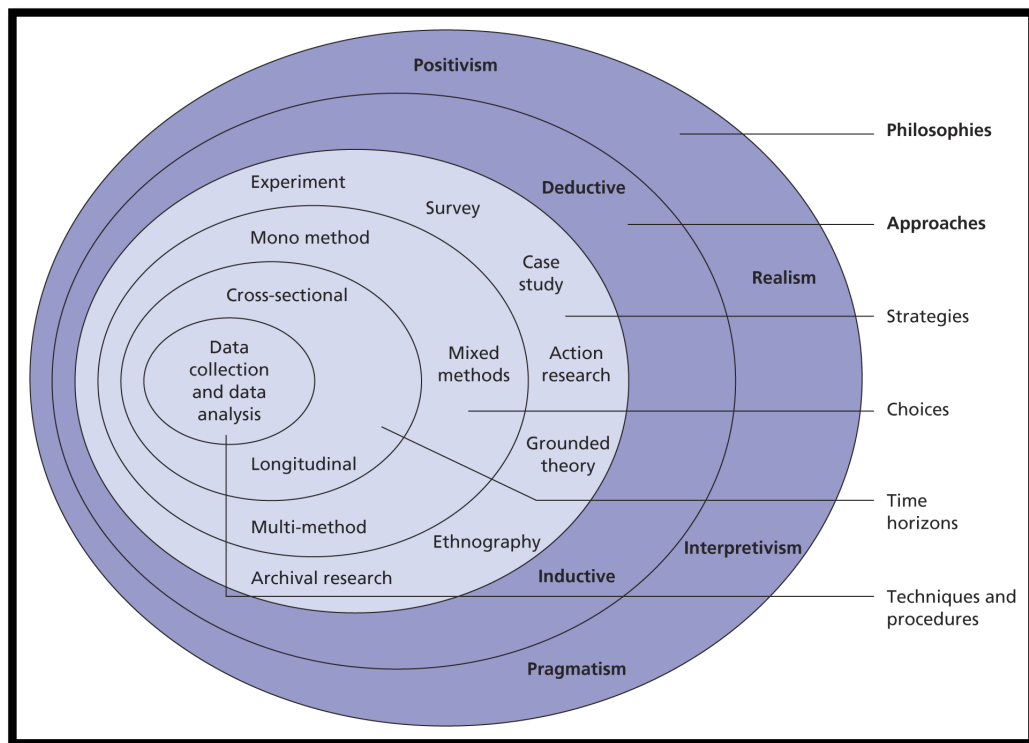 Positivism
Philosophies
Experiment
Deductive
Survey
Approaches
Mono method
Case
study
Realism
Cross-sectional
Strategies
Data
collection
and data
analysis
Mixed
methods
Action
research
Choices
Grounded
theory
Longitudinal
Time
horizons
Multi-method
Ethnography
Interpretivism
Archival research
Inductive
Techniques and
procedures
Pragmatism